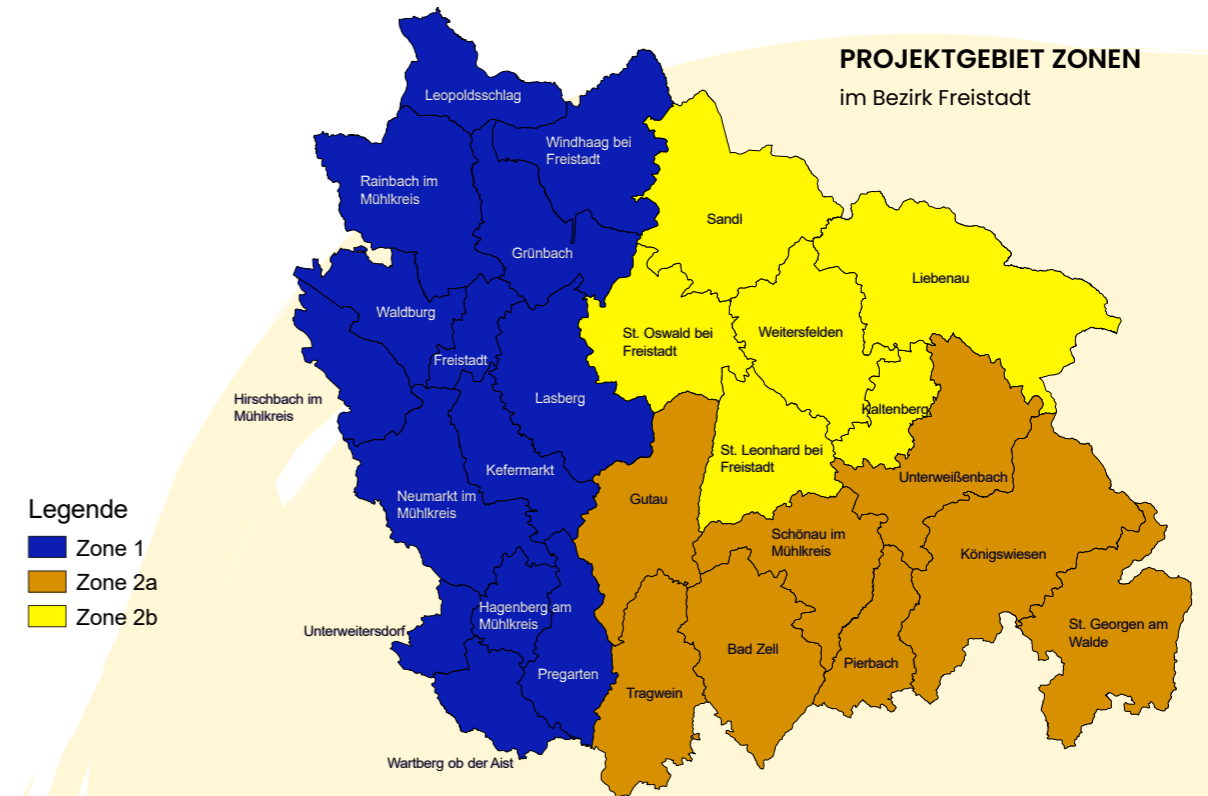 PROJEKTGEBIET ZONEN
im Bezirk Freistadt
Leopoldsschlag
Windhaag bei
Freistadt
Rainbach im
Mühlkreis
Sandl
Grünbach
Liebenau
Waldburg
St. Oswald bei
Freistadt
Weitersfelden
Freistadt
Hirschbach im
Mühlkreis
Lasberg
Kaltenberg
St. Leonhard bei
Freistadt
Kefermarkt
Unterweißenbach
Neumarkt im
Mühlkreis
Gutau
Schönau im
Mühlkreis
Königswiesen
Legende
Zone 1
Zone 2a
Zone 2b
Hagenberg am
Mühlkreis
Unterweitersdorf
St. Georgen am
Walde
Bad Zell
Pierbach
Pregarten
Tragwein
Wartberg ob der Aist